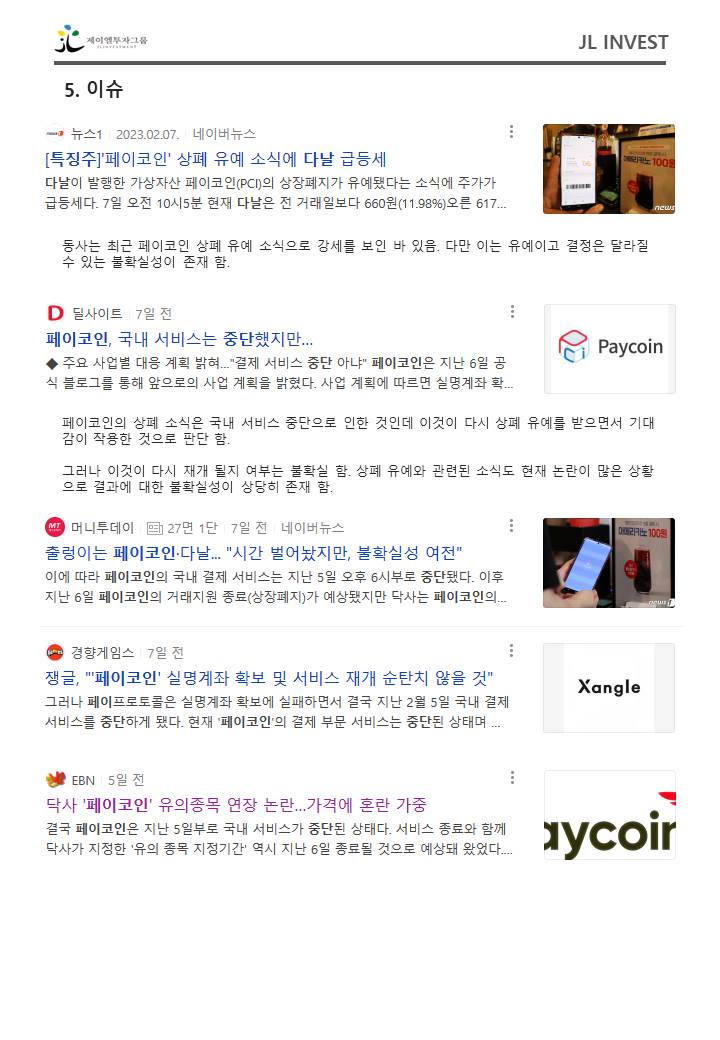 제이엘투자그룹
JLINVESTMENT
JL INVEST
5. 이슈
뉴스1 2023.02.07. 네이버뉴스
[특징주]'페이코인' 상폐 유예 소식에 다날 급등세
다날이 발행한 가상자산 페이코인(PCI)의 상장폐지가 유예됐다는 소식에 주가가
급등세다. 7일 오전 10시5분 현재 다날은 전 거래일보다 660원(11.98%)오른 617...
아메리카노 100원
news
동사는 최근 페이코인 상폐 유예 소식으로 강세를 보인 바 있음. 다만 이는 유예이고 결정은 달라질
수 있는 불확실성이 존재 함.
D 딜사이트 7일 전
페이코인, 국내 서비스는 중단했지만...
◆ 주요 사업별 대응 계획 밝혀..."결제 서비스 중단 아냐" 페이코인은 지난 6일 공
식 블로그를 통해 앞으로의 사업 계획을 밝혔다. 사업 계획에 따르면 실명계좌 확...
Paycoin
페이코인의 상폐 소식은 국내 서비스 중단으로 인한 것인데 이것이 다시 상폐 유예를 받으면서 기대
감이 작용한 것으로 판단 함.
그러나 이것이 다시 재개 될지 여부는 불확실 함. 상폐 유예와 관련된 소식도 현재 논란이 많은 상황
으로 결과에 대한 불확실성이 상당히 존재 함.
MT 머니투데이 27면 1단 7일 전 네이버뉴스
출렁이는 페이코인·다날... "시간 벌어놨지만, 불확실성 여전"
이에 따라 페이코인의 국내 결제 서비스는 지난 5일 오후 6시부로 중단됐다. 이후
지난 6일 페이코인의 거래지원 종료(상장폐지)가 예상됐지만 닥사는 페이코인의...
아메리카노 100원
news1
경향게임스 7일 전
쟁글, "'페이코인' 실명계좌 확보 및 서비스 재개 순탄치 않을 것"
그러나 페이프로토콜은 실명계좌 확보에 실패하면서 결국 지난 2월 5일 국내 결제
서비스를 중단하게 됐다. 현재 '페이코인'의 결제 부문 서비스는 중단된 상태며 ...
Xangle
EBN 5일 전
닥사 '페이코인' 유의종목 연장 논란...가격에 혼란 가중
결국 페이코인은 지난 5일부로 국내 서비스가 중단된 상태다. 서비스 종료와 함께
닥사가 지정한 '유의 종목 지정기간' 역시 지난 6일 종료될 것으로 예상돼 왔었다....
aycoin